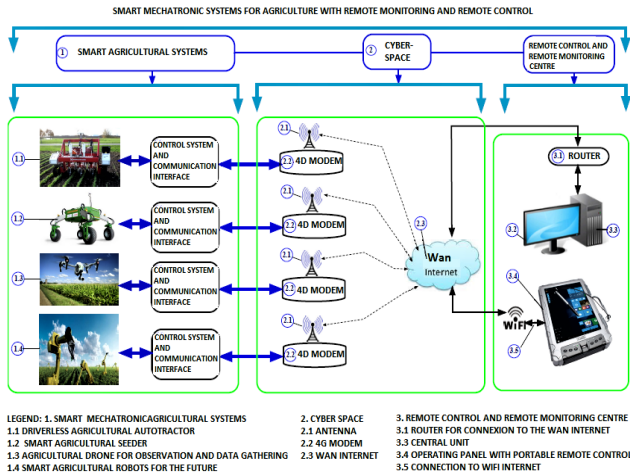 SMART MECHATRONIC SYSTEMS FOR AGRICULTURE WITH REMOTE MONITORING AND REMOTE CONTROL
1 SMART AGRICULTURAL SYSTEMS
2 CYBER-
SPACE
REMOTE CONTROL AND
REMOTE MONITORING
CENTRE
1.1
CONTROL SYSTEM
AND
COMMUNICATION
INTERFACE
2.1
2.2 4D MODEM
1.2
CONTROL SYSTEM
AND
COMMUNICATION
INTERFACE
2.1
2.2 4D MODEM
1.3
CONTROL SYSTEM
AND
COMMUNICATION
INTERFACE
2.1
2.2 4D MODEM
1.4
CONTROL SYSTEM
AND
COMMUNICATION
INTERFACE
2.1
2.2 4D MODEM
2.3
Wan
Internet
3.1 ROUTER
3.2
3.3
3.4
WiFi
3.5
LEGEND: 1. SMART MECHATRONICAGRICULTURAL SYSTEMS
1.1 DRIVERLESS AGRICULTURAL AUTOTRACTOR
1.2 SMART AGRICULTURAL SEEDER
1.3 AGRICULTURAL DRONE FOR OBSERVATION AND DATA GATHERING
1.4 SMART AGRICULTURAL ROBOTS FOR THE FUTURE
2. CYBER SPACE
2.1 ANTENNA
2.2 4G MODEM
2.3 WAN INTERNET
3. REMOTE CONTROL AND REMOTE MONITORING CENTRE
3.1 ROUTER FOR CONNEXION TO THE WAN INTERNET
3.3 CENTRAL UNIT
3.4 OPERATING PANEL WITH PORTABLE REMOTE CONTROL
3.5 CONNECTION TO WIFI INTERNET